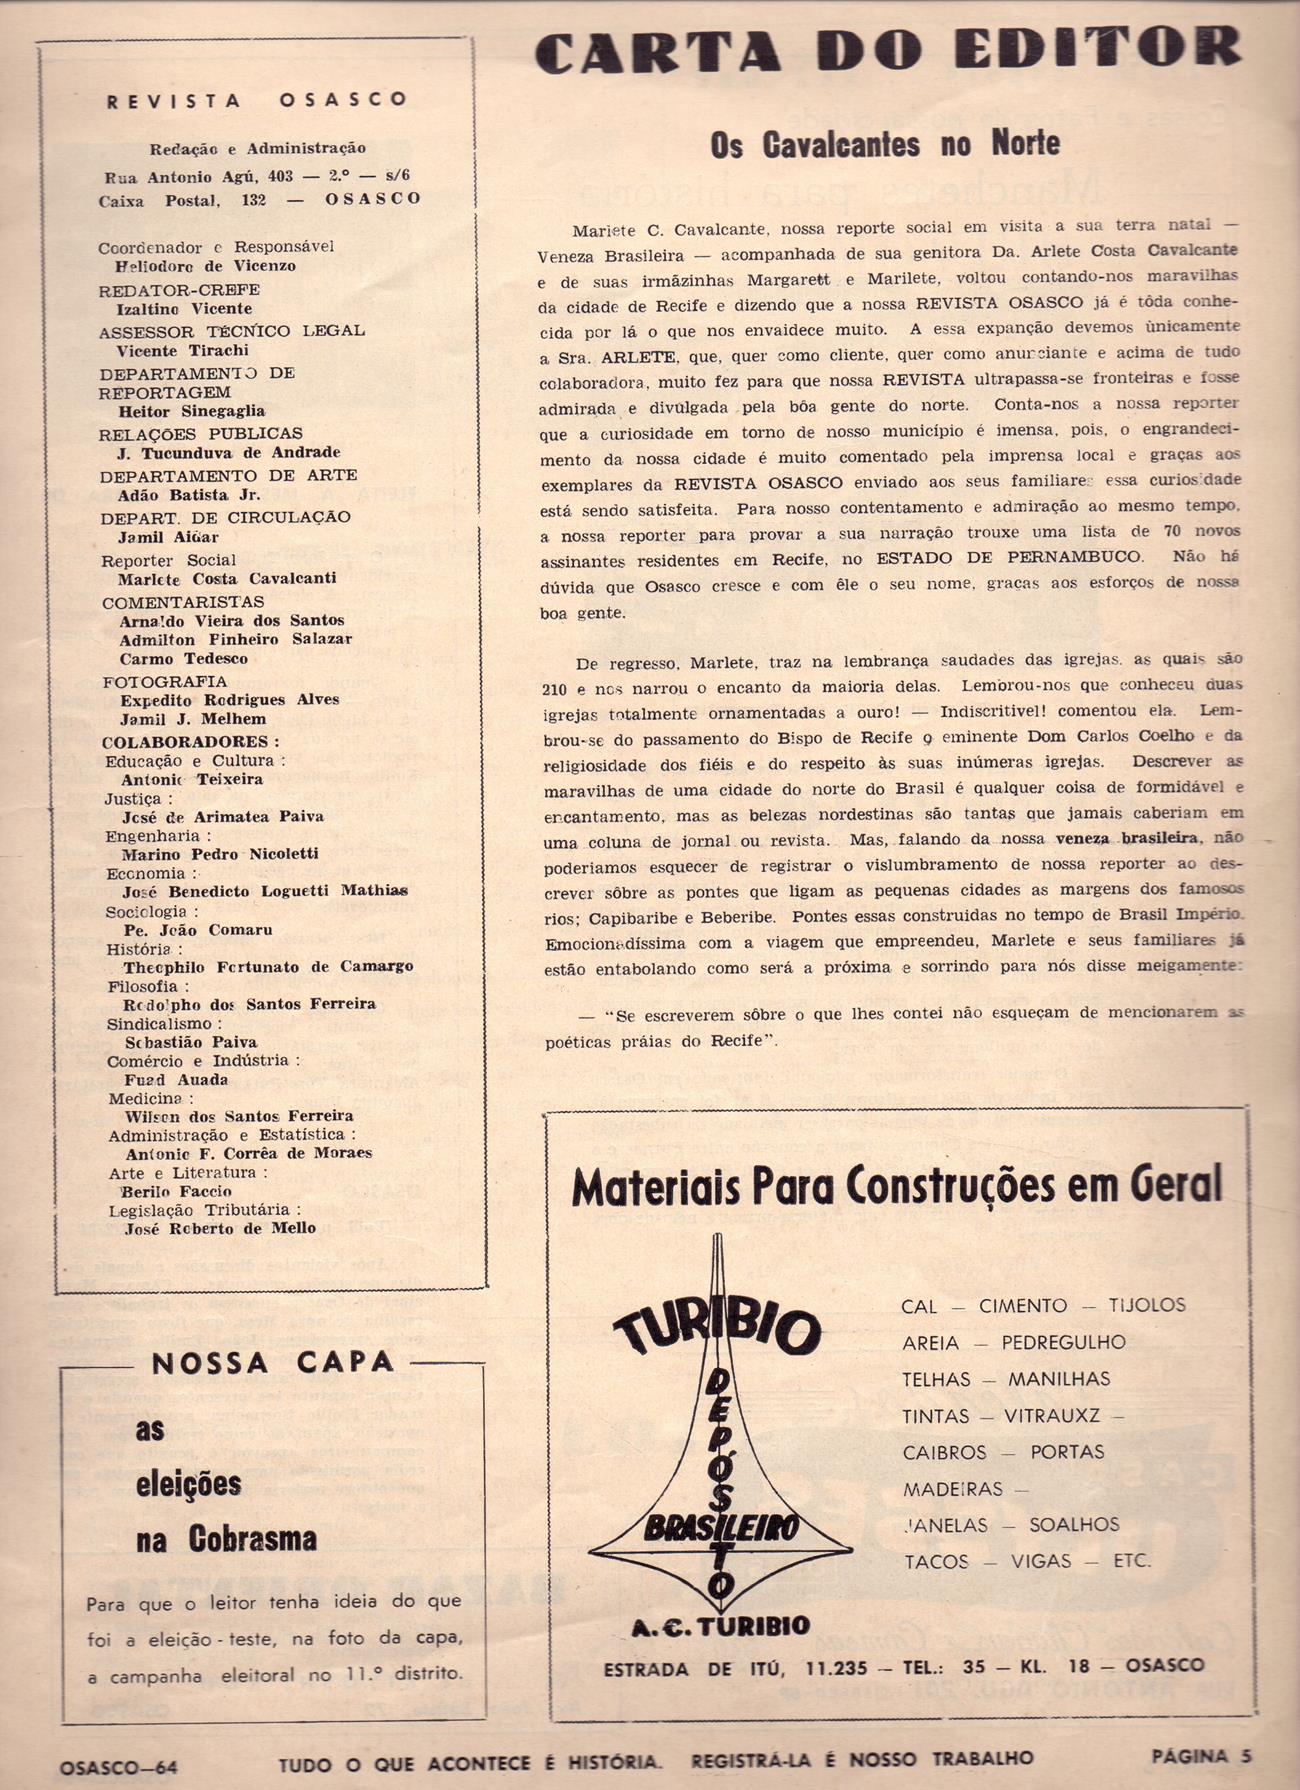 REVISTA OSASCO
Redação e Administração
Rua Antonio Agú, 403 — 2.º — s/6
Caixa Postal, 132 — OSASCO
Coordenador e Responsável
Heliodoro de Vicenzo
REDATOR-CREFE
Izaltino Vicente
ASSESSOR TÉCNICO LEGAL
Vicente Tirachi
DEPARTAMENTO DE
REPORTAGEM
Heitor Sinegaglia
RELAÇÕES PUBLICAS
J. Tucunduva de Andrade
DEPARTAMENTO DE ARTE
Adão Batista Jr.
DEPART. DE CIRCULAÇÃO
Jamil Aidar
Reporter Social
Marlete Costa Cavalcanti
COMENTARISTAS
Arnaldo Vieira dos Santos
Admilton Pinheiro Salazar
Carmo Tedesco
FOTOGRAFIA
Expedito Rodrigues Alves
Jamil J. Melhem
COLABORADORES :
Educação e Cultura :
Antonio Teixeira
Justiça :
José de Arimatea Paiva
Engenharia :
Marino Pedro Nicoletti
Economia :
José Benedicto Loguetti Mathias
Sociologia :
Pe. João Comaru
História :
Theophilo Fortunato de Camargo
Filosofia :
Rodolpho dos Santos Ferreira
Sindicalismo :
Sebastião Paiva
Comércio e Indústria :
Fuad Auada
Medicina :
Wilson dos Santos Ferreira
Administração e Estatística :
Antonio F. Corrêa de Moraes
Arte e Literatura :
Berilo Faccio
Legislação Tributária :
José Roberto de Mello
NOSSA CAPA
as
eleições
na Cobrasma
Para que o leitor tenha ideia do que
foi a eleição - teste, na foto da capa,
a campanha eleitoral no 11.º distrito.
CARTA DO EDITOR
Os Cavalcantes no Norte
Mariete C. Cavalcante, nossa reporte social em visita a sua terra natal —
Veneza Brasileira — acompanhada de sua genitora Da. Arlete Costa Cavalcante
e de suas irmãzinhas Margarett e Marilete, voltou contando-nos maravilhas
da cidade de Recife e dizendo que a nossa REVISTA OSASCO já é tôda conhe-
cida por lá o que nos envaidece muito. A essa expanção devemos ùnicamente
a Sra. ARLETE, que, quer como cliente, quer como anunciante e acima de tudo
colaboradora, muito fez para que nossa REVISTA ultrapassa-se fronteiras e fosse
admirada e divulgada pela bôa gente do norte. Conta-nos a nossa reporter
que a curiosidade em torno de nosso município é imensa, pois, o engrandeci-
mento da nossa cidade é muito comentado pela imprensa local e graças aos
exemplares da REVISTA OSASCO enviado aos seus familiares essa curiosidade
está sendo satisfeita. Para nosso contentamento e admiração ao mesmo tempo,
a nossa reporter para provar a sua narração trouxe uma lista de 70 novos
assinantes residentes em Recife, no ESTADO DE PERNAMBUCO. Não há
dúvida que Osasco cresce e com êle o seu nome, graças aos esforços de nossa
boa gente.
De regresso, Marlete, traz na lembrança saudades das igrejas. as quais são
210 e nos narrou o encanto da maioria delas. Lembrou-nos que conheceu duas
igrejas totalmente ornamentadas a ouro! — Indiscritivel! comentou ela. Lem-
brou-se do passamento do Bispo de Recife o eminente Dom Carlos Coelho e da
religiosidade dos fiéis e do respeito às suas inúmeras igrejas. Descrever as
maravilhas de uma cidade do norte do Brasil é qualquer coisa de formidável e
encantamento, mas as belezas nordestinas são tantas que jamais caberiam em
uma coluna de jornal ou revista. Mas, falando da nossa veneza brasileira, não
poderiamos esquecer de registrar o vislumbramento de nossa reporter ao des-
crever sôbre as pontes que ligam as pequenas cidades as margens dos famosos
rios; Capibaribe e Beberibe. Pontes essas construidas no tempo de Brasil Império.
Emocionadíssima com a viagem que empreendeu, Marlete e seus familiares já
estão entabolando como será a próxima e sorrindo para nós disse meigamente:
— “Se escreverem sôbre o que lhes contei não esqueçam de mencionarem as
poéticas práias do Recife”.
Materiais Para Construções em Geral
TURIBIO
DEPÓSITO
BRASILEIRO
A.C. TURIBIO
CAL — CIMENTO — TIJOLOS
AREIA — PEDREGULHO
TELHAS — MANILHAS
TINTAS — VITRAUXZ —
CAIBROS — PORTAS
MADEIRAS —
JANELAS — SOALHOS
TACOS — VIGAS — ETC.
ESTRADA DE ITÚ, 11.235 — TEL.: 35 — KL. 18 — OSASCO
OSASCO—64 TUDO O QUE ACONTECE É HISTÓRIA. REGISTRÁ-LA É NOSSO TRABALHO PÁGINA 5